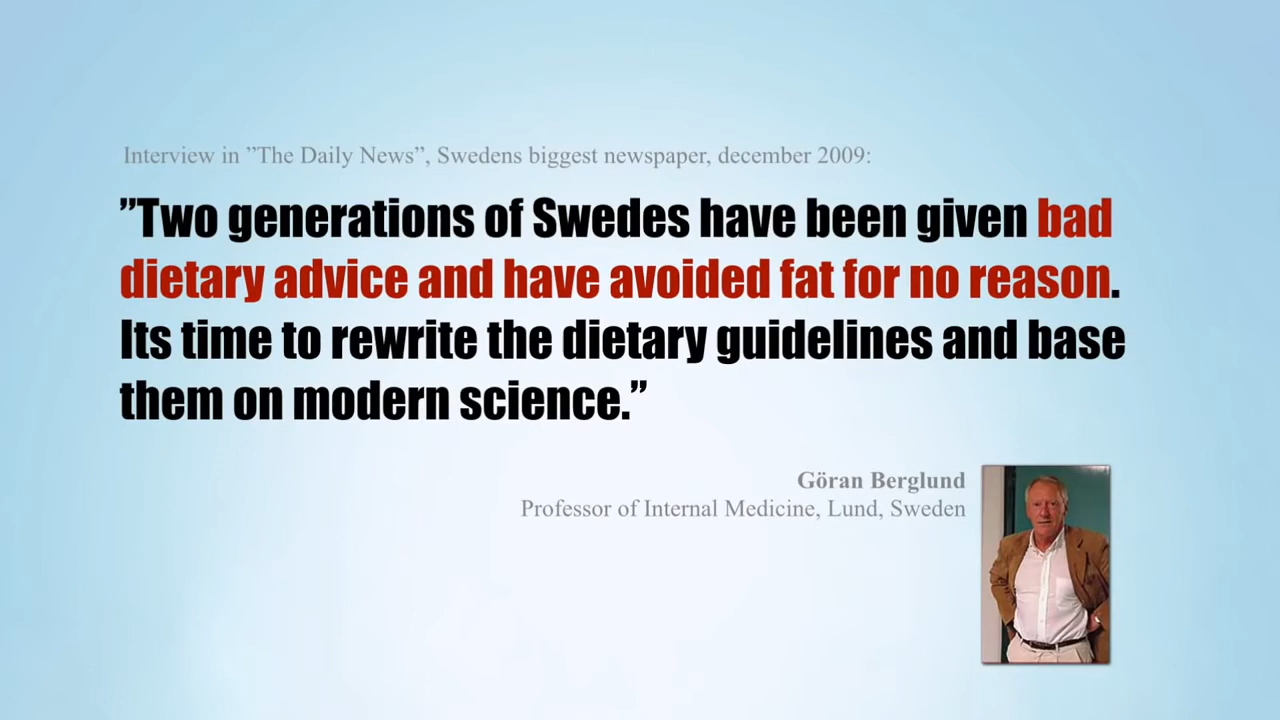 Interview in ”The Daily News”, Swedens biggest newspaper, december 2009:
”Two generations of Swedes have been given bad
dietary advice and have avoided fat for no reason.
Its time to rewrite the dietary guidelines and base
them on modern science.”
Göran Berglund
Professor of Internal Medicine, Lund, Sweden